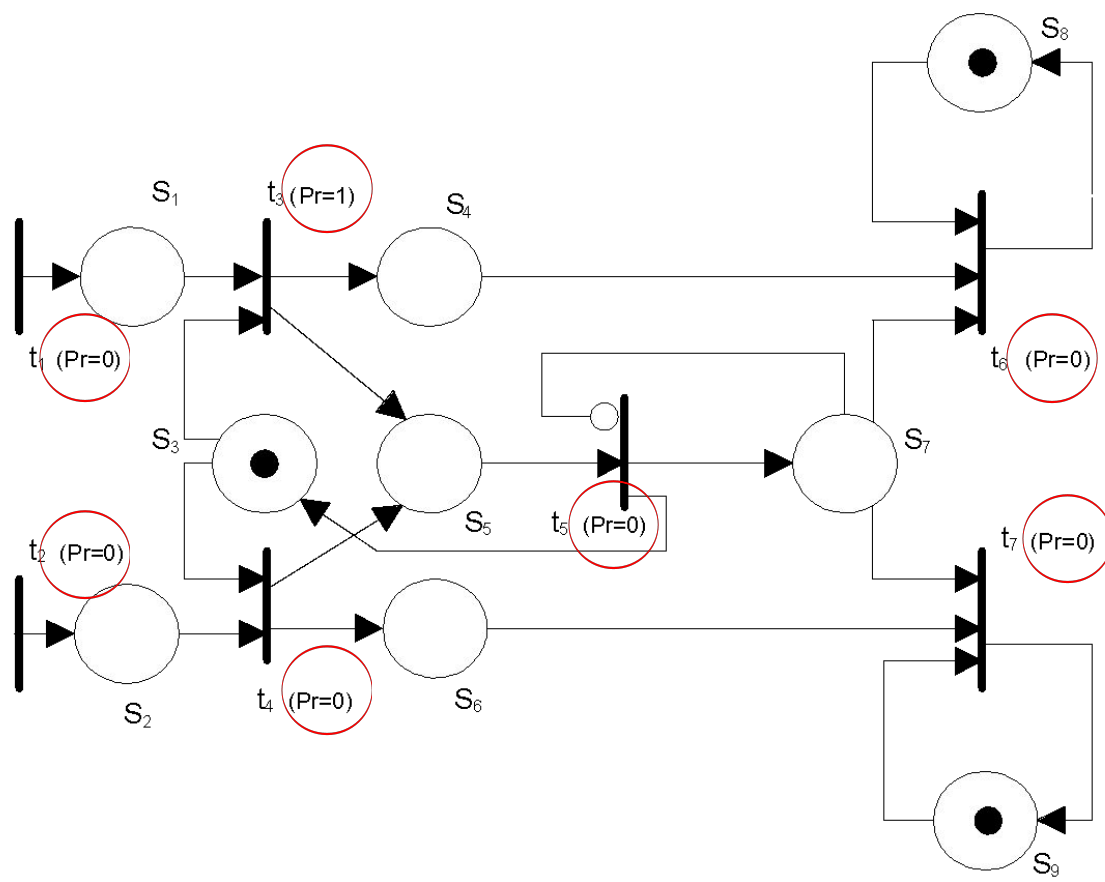 S₈
S₁
t₃ (Pr=1)
S₄
t₁ (Pr=0)
t₆ (Pr=0)
S₃
S₇
S₅
t₅ (Pr=0)
t₂ (Pr=0)
t₇ (Pr=0)
S₂
t₄ (Pr=0)
S₆
S₉